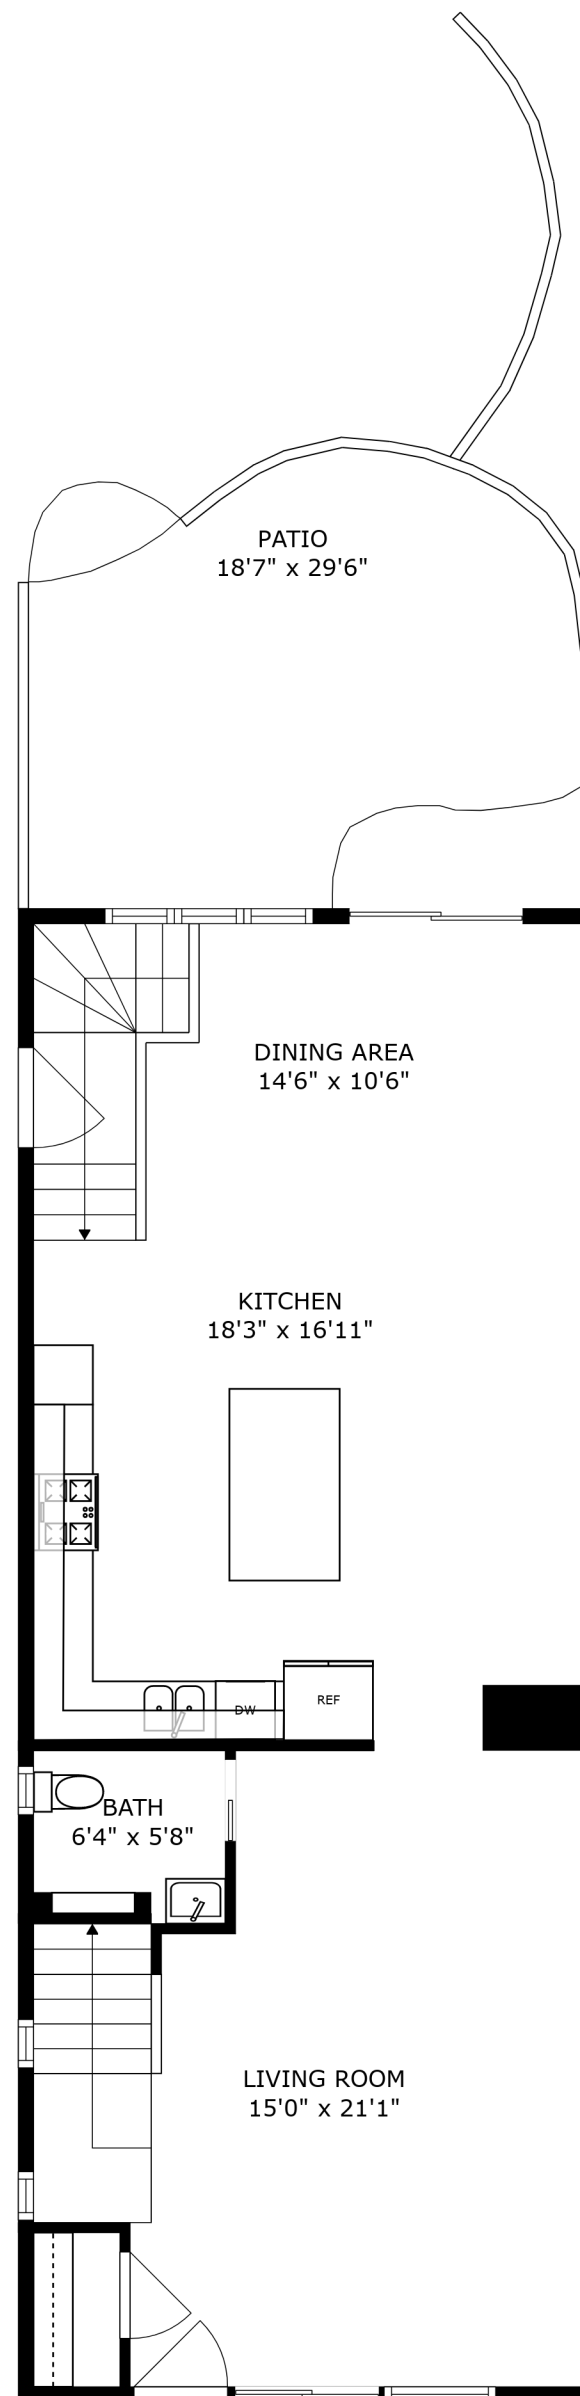 PATIO
18'7" x 29'6"
DINING AREA
14'6" x 10'6"
KITCHEN
18'3" x 16'11"
REF
DW
BATH
6'4" x 5'8"
LIVING ROOM
15'0" x 21'1"